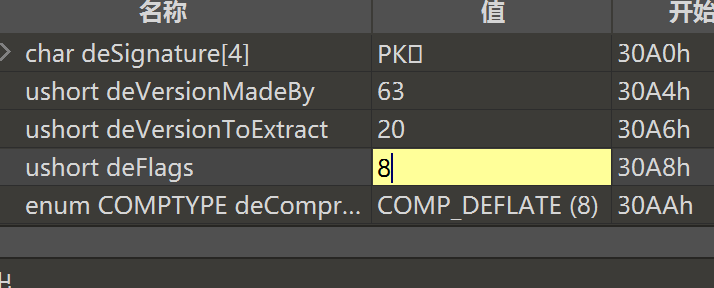 名称 值 开始
char deSignature[4] PK□ 30A0h
ushort deVersionMadeBy 63 30A4h
ushort deVersionToExtract 20 30A6h
ushort deFlags 8 30A8h
enum COMPTYPE deCompr... COMP_DEFLATE (8) 30AAh